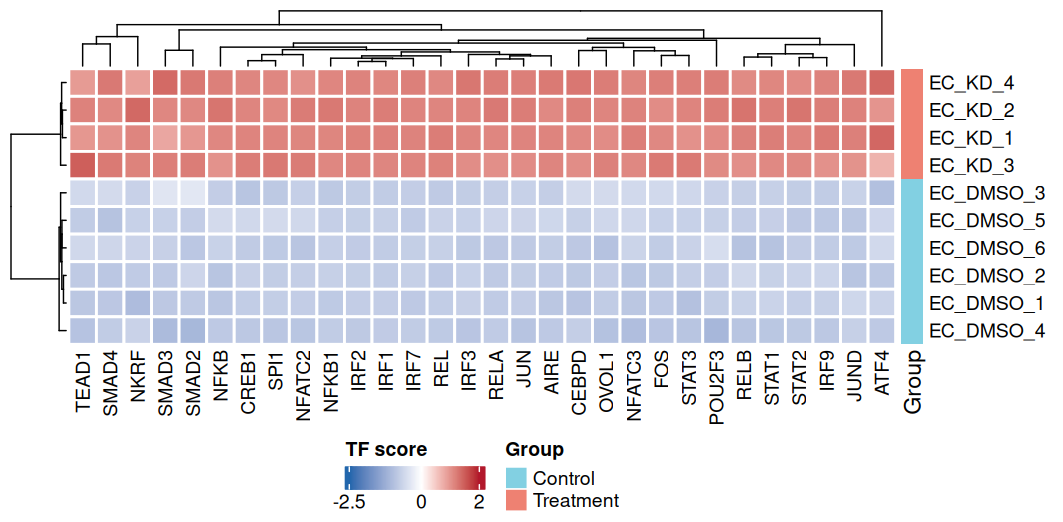 EC_KD_4
EC_KD_2
EC_KD_1
EC_KD_3
EC_DMSO_3
EC_DMSO_5
EC_DMSO_6
EC_DMSO_2
EC_DMSO_1
EC_DMSO_4
TEAD1
SMAD4
NKRF
SMAD3
SMAD2
NFKB
CREB1
SPI1
NFATC2
NFKB1
IRF2
IRF1
IRF7
REL
IRF3
RELA
JUN
AIRE
CEBPD
OVOL1
NFATC3
FOS
STAT3
POU2F3
RELB
STAT1
STAT2
IRF9
JUND
ATF4
Group
TF score
-2.5 0 2
Group
Control
Treatment